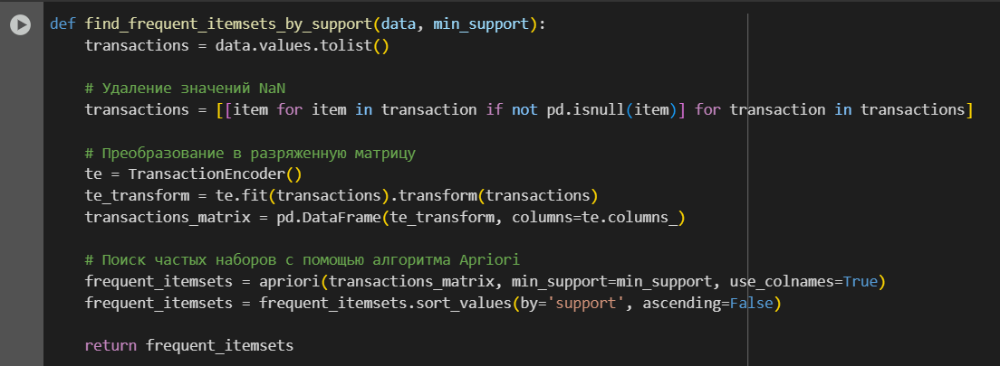 def find_frequent_itemsets_by_support(data, min_support):
    transactions = data.values.tolist()

    # Удаление значений NaN
    transactions = [[item for item in transaction if not pd.isnull(item)] for transaction in transactions]

    # Преобразование в разряженную матрицу
    te = TransactionEncoder()
    te_transform = te.fit(transactions).transform(transactions)
    transactions_matrix = pd.DataFrame(te_transform, columns=te.columns_)

    # Поиск частых наборов с помощью алгоритма Apriori
    frequent_itemsets = apriori(transactions_matrix, min_support=min_support, use_colnames=True)
    frequent_itemsets = frequent_itemsets.sort_values(by='support', ascending=False)

    return frequent_itemsets